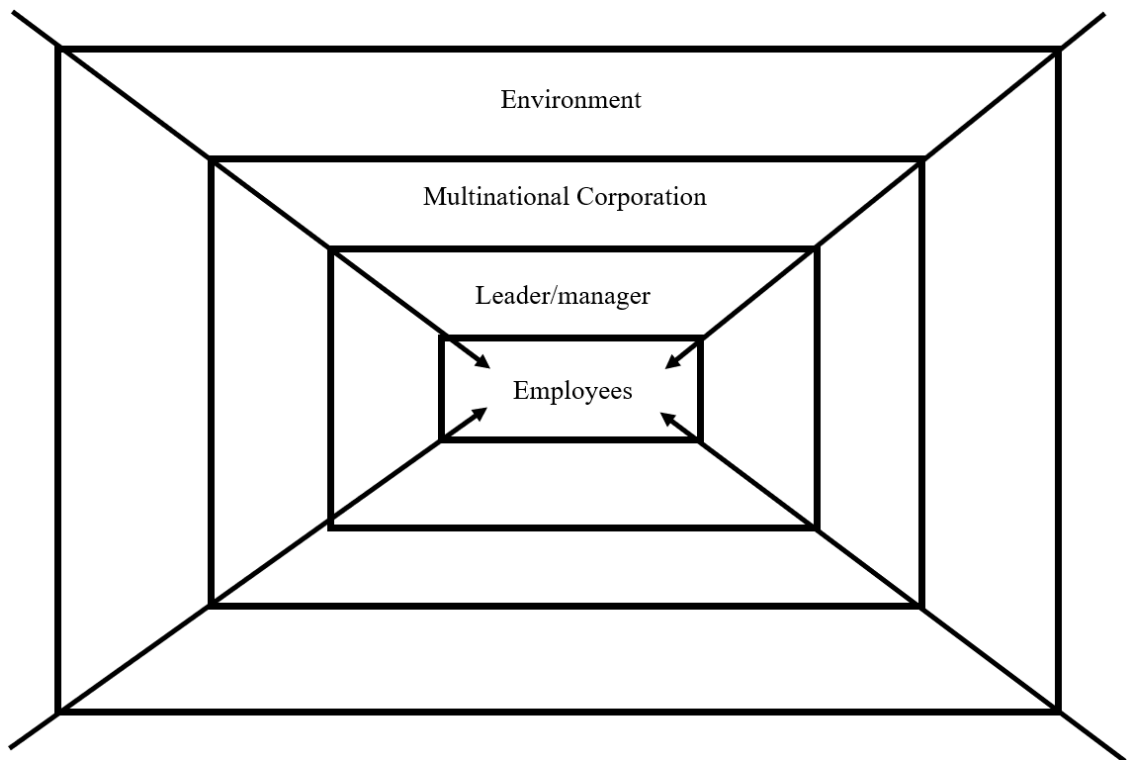 Environment
Multinational Corporation
Leader/manager
Employees